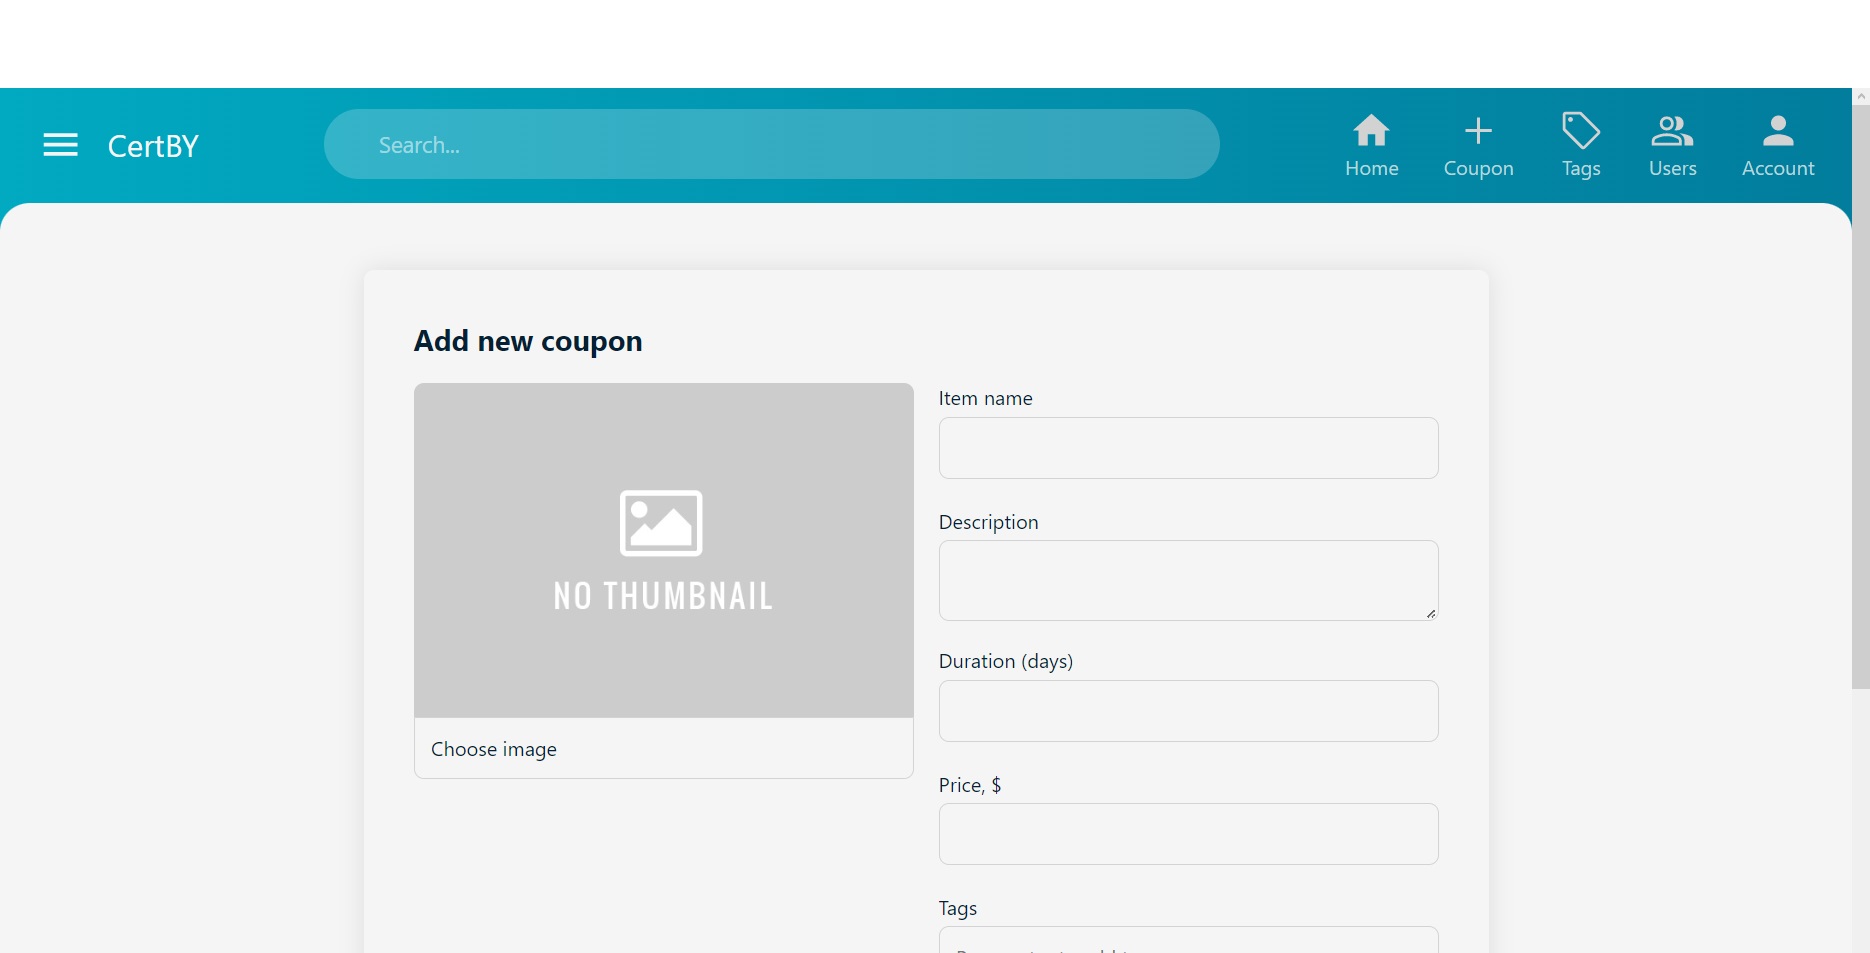 CertBY
Search...
Home
Coupon
Tags
Users
Account
Add new coupon
NO THUMBNAIL
Choose image
Item name
Description
Duration (days)
Price, $
Tags